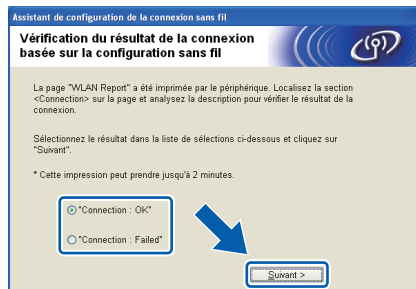 Assistant de configuration de la connexion sans fil
Vérification du résultat de la connexion
basée sur la configuration sans fil
La page "WLAN Report" a été imprimée par le périphérique. Localisez la section
<Connection> sur la page et analysez la description pour vérifier le résultat de la
connexion.
Sélectionnez le résultat dans la liste de sélections ci-dessous et cliquez sur
"Suivant".
* Cette impression peut prendre jusqu'à 2 minutes.
"Connection : OK"
"Connection : Failed"
Suivant >